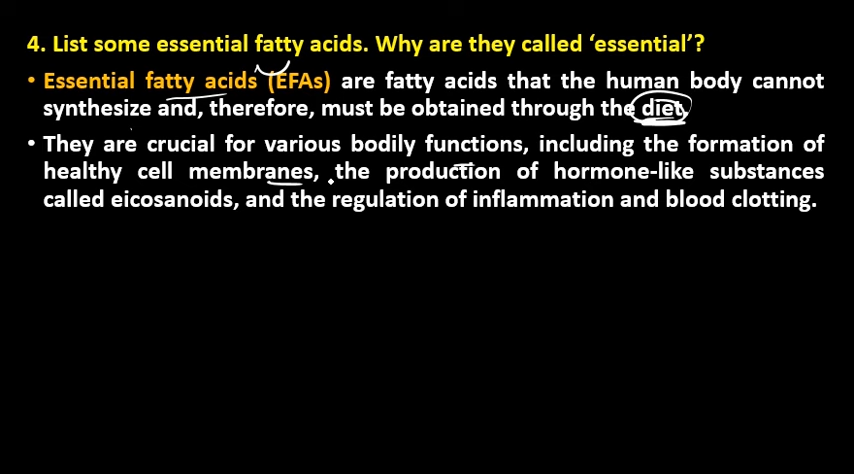 4. List some essential fatty acids. Why are they called ‘essential’?
• Essential fatty acids (EFAs) are fatty acids that the human body cannot
synthesize and, therefore, must be obtained through the diet.
• They are crucial for various bodily functions, including the formation of
healthy cell membranes, the production of hormone-like substances
called eicosanoids, and the regulation of inflammation and blood clotting.